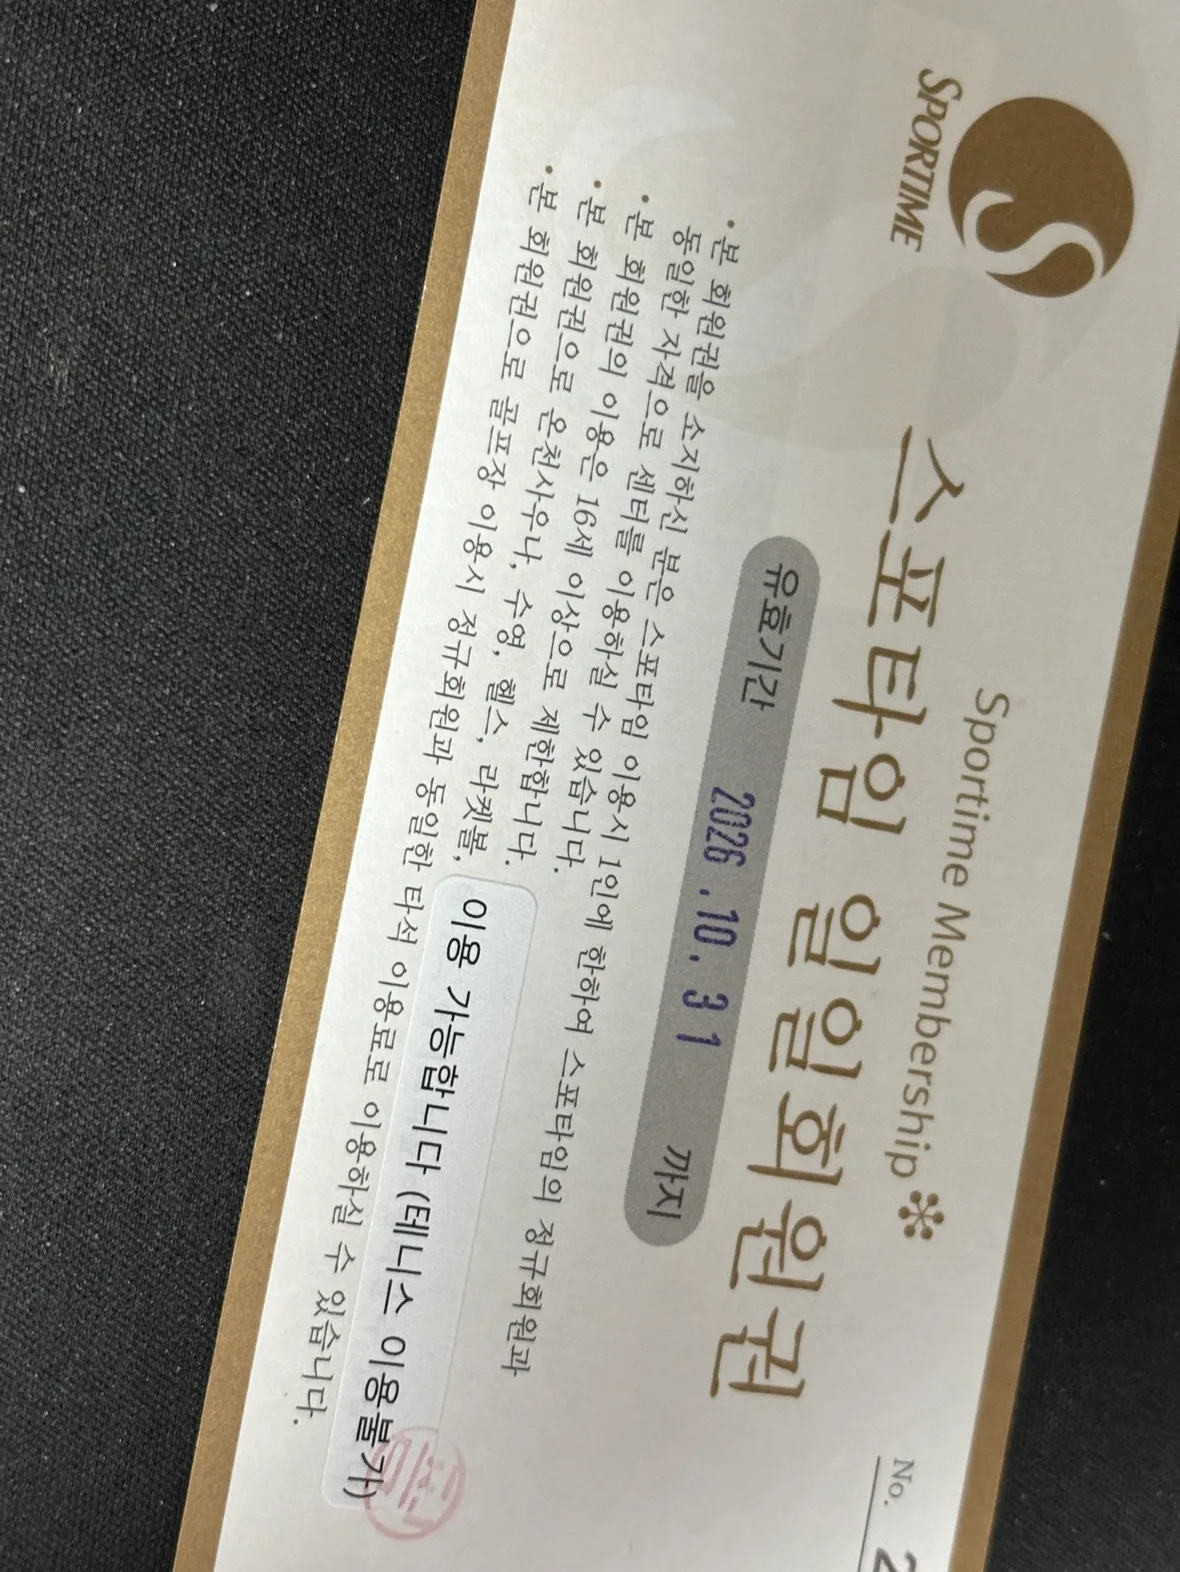 SPORTIME
Sportime Membership
스포타임 일일회원권
No. 2
유효기간 2026.10.31 까지
• 본 회원권을 소지하신 분은 스포타임 이용시 1인에 한하여 스포타임의 정규회원과
동일한 자격으로 센터를 이용하실 수 있습니다.
• 본 회원권의 이용은 16세 이상으로 제한합니다.
• 본 회원권으로 온천사우나, 수영, 헬스, 라켓볼, 이용 가능합니다 (테니스 이용불가)
• 본 회원권으로 골프장 이용시 정규회원과 동일한 타석 이용료로 이용하실 수 있습니다.